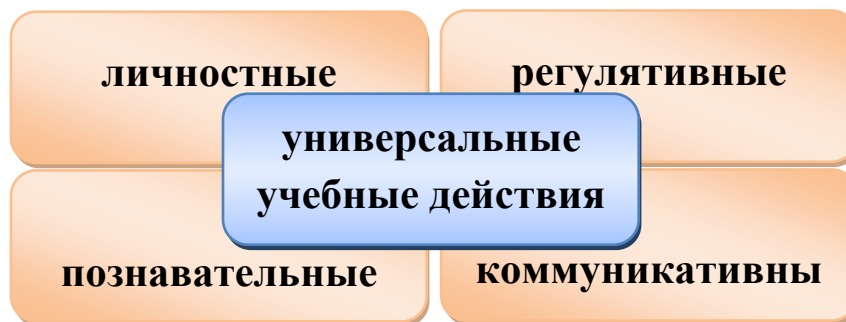 личностные
регулятивные
универсальные
учебные действия
познавательные
коммуникативны